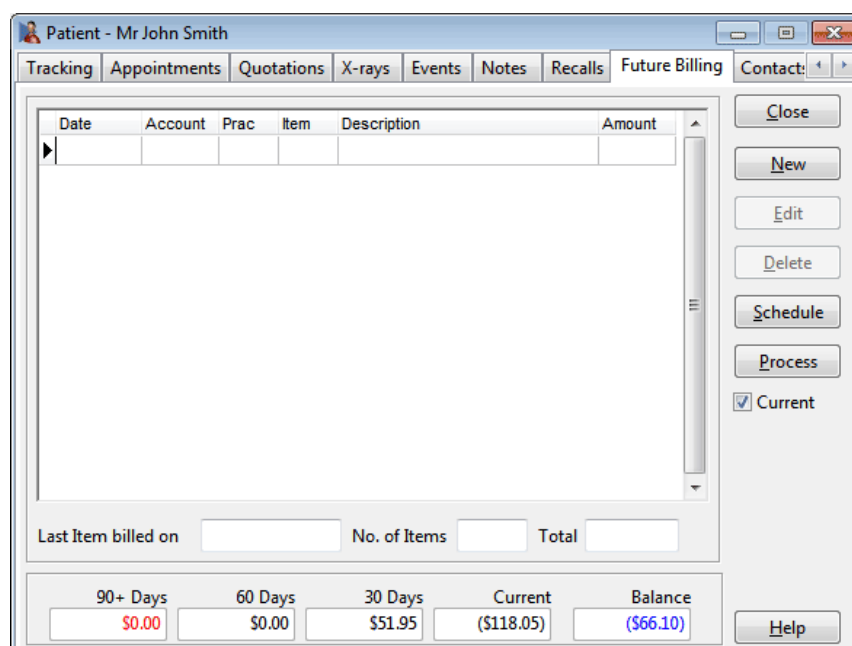 Patient - Mr John Smith
Tracking Appointments Quotations X-rays Events Notes Recalls Future Billing Contact:
Date Account Prac Item Description Amount
Close
New
Edit
Delete
Schedule
Process
Current
Last Item billed on No. of Items Total
90+ Days 60 Days 30 Days Current Balance
$0.00 $0.00 $51.95 ($118.05) ($66.10)
Help